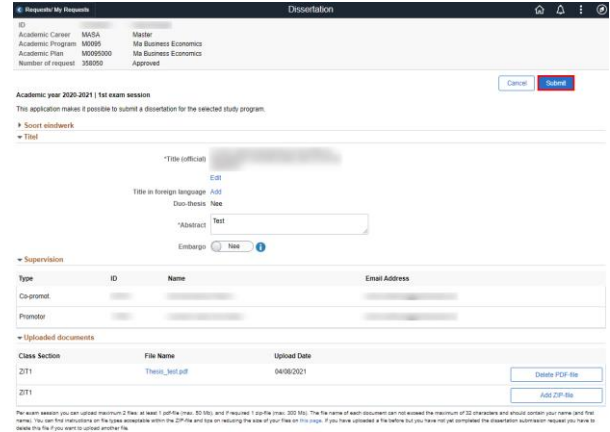 Requests/ My Requests
Dissertation
ID
Academic Career MASA Master
Academic Program M0095 Ma Business Economics
Academic Plan M0095000 Ma Business Economics
Number of request 358050 Approved
Cancel Submit
Academic year 2020-2021 | 1st exam session
This application makes it possible to submit a dissertation for the selected study program.
Soort eindwerk
Titel
*Title (official)
Edit
Title in foreign language Add
Duo-thesis Nee
*Abstract Test
Embargo Nee
Supervision
Type ID Name Email Address
Co-promot.
Promotor
Uploaded documents
Class Section File Name Upload Date
ZIT1 Thesis_test.pdf 04/08/2021 Delete PDF-file
ZIT1 Add ZIP-file
Per exam session you can upload maximum 2 files: at least 1 pdf-file (max. 50 Mb), and if required 1 zip-file (max. 300 Mb). The file name of each document can not exceed the maximum of 32 characters and should contain your name (and first
name). You can find instructions on file types acceptable within the ZIP-file and tips on reducing the size of your files on this page. If you have uploaded a file before but you have not yet completed the dissertation submission request you have to
delete this file if you want to upload another file.